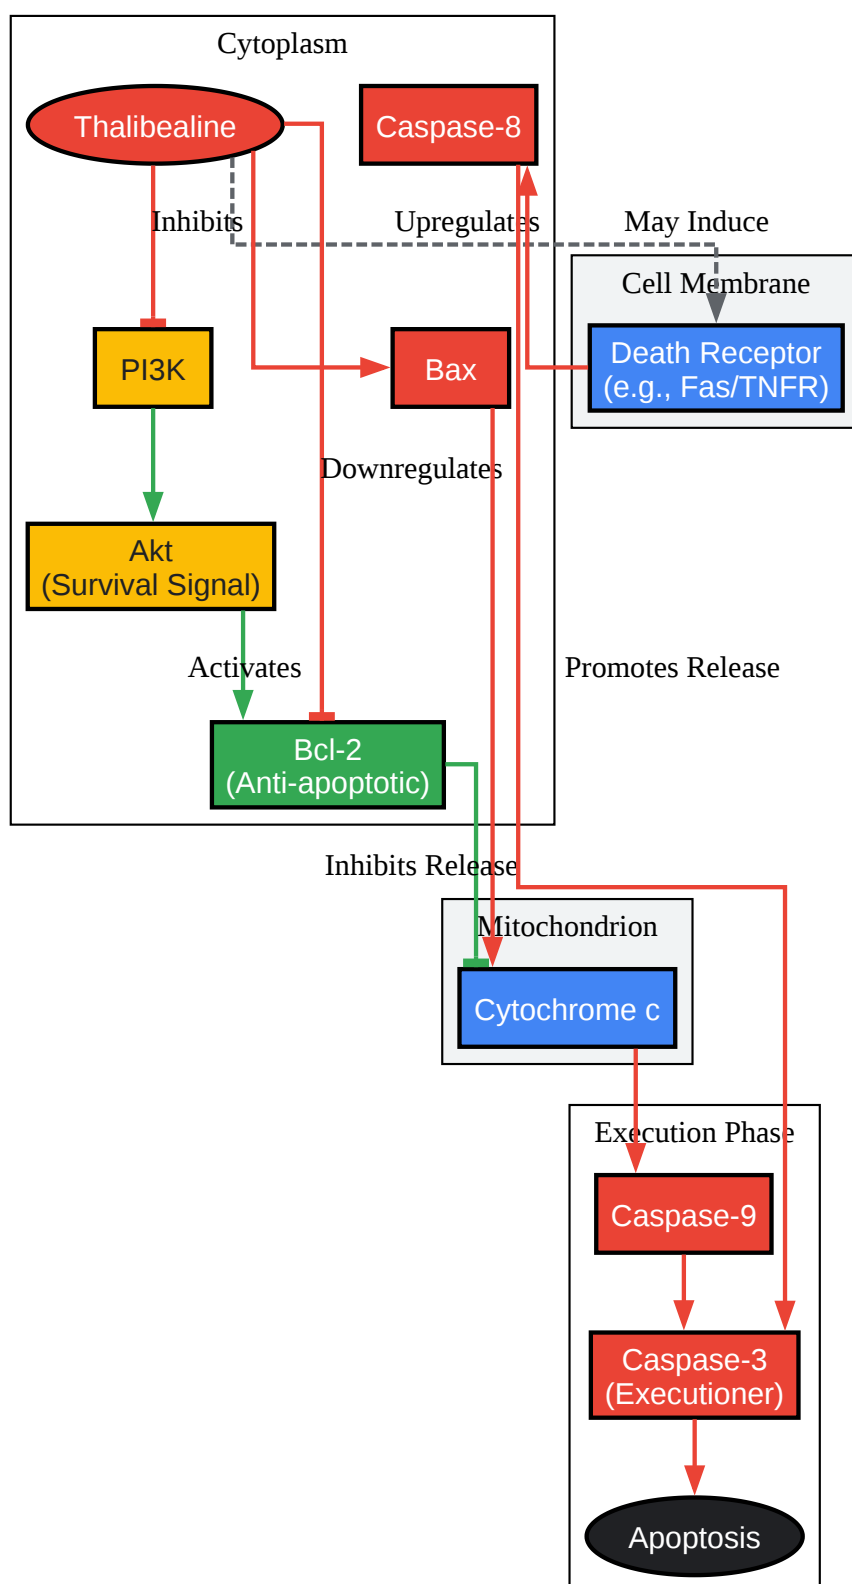 Cytoplasm
Thalibealine
Caspase-8
Inhibits
Upregulates
May Induce
Cell Membrane
PI3K
Bax
Death Receptor
(e.g., Fas/TNFR)
Downregulates
Akt
(Survival Signal)
Activates
Promotes Release
Bcl-2
(Anti-apoptotic)
Inhibits Release
Mitochondrion
Cytochrome c
Execution Phase
Caspase-9
Caspase-3
(Executioner)
Apoptosis